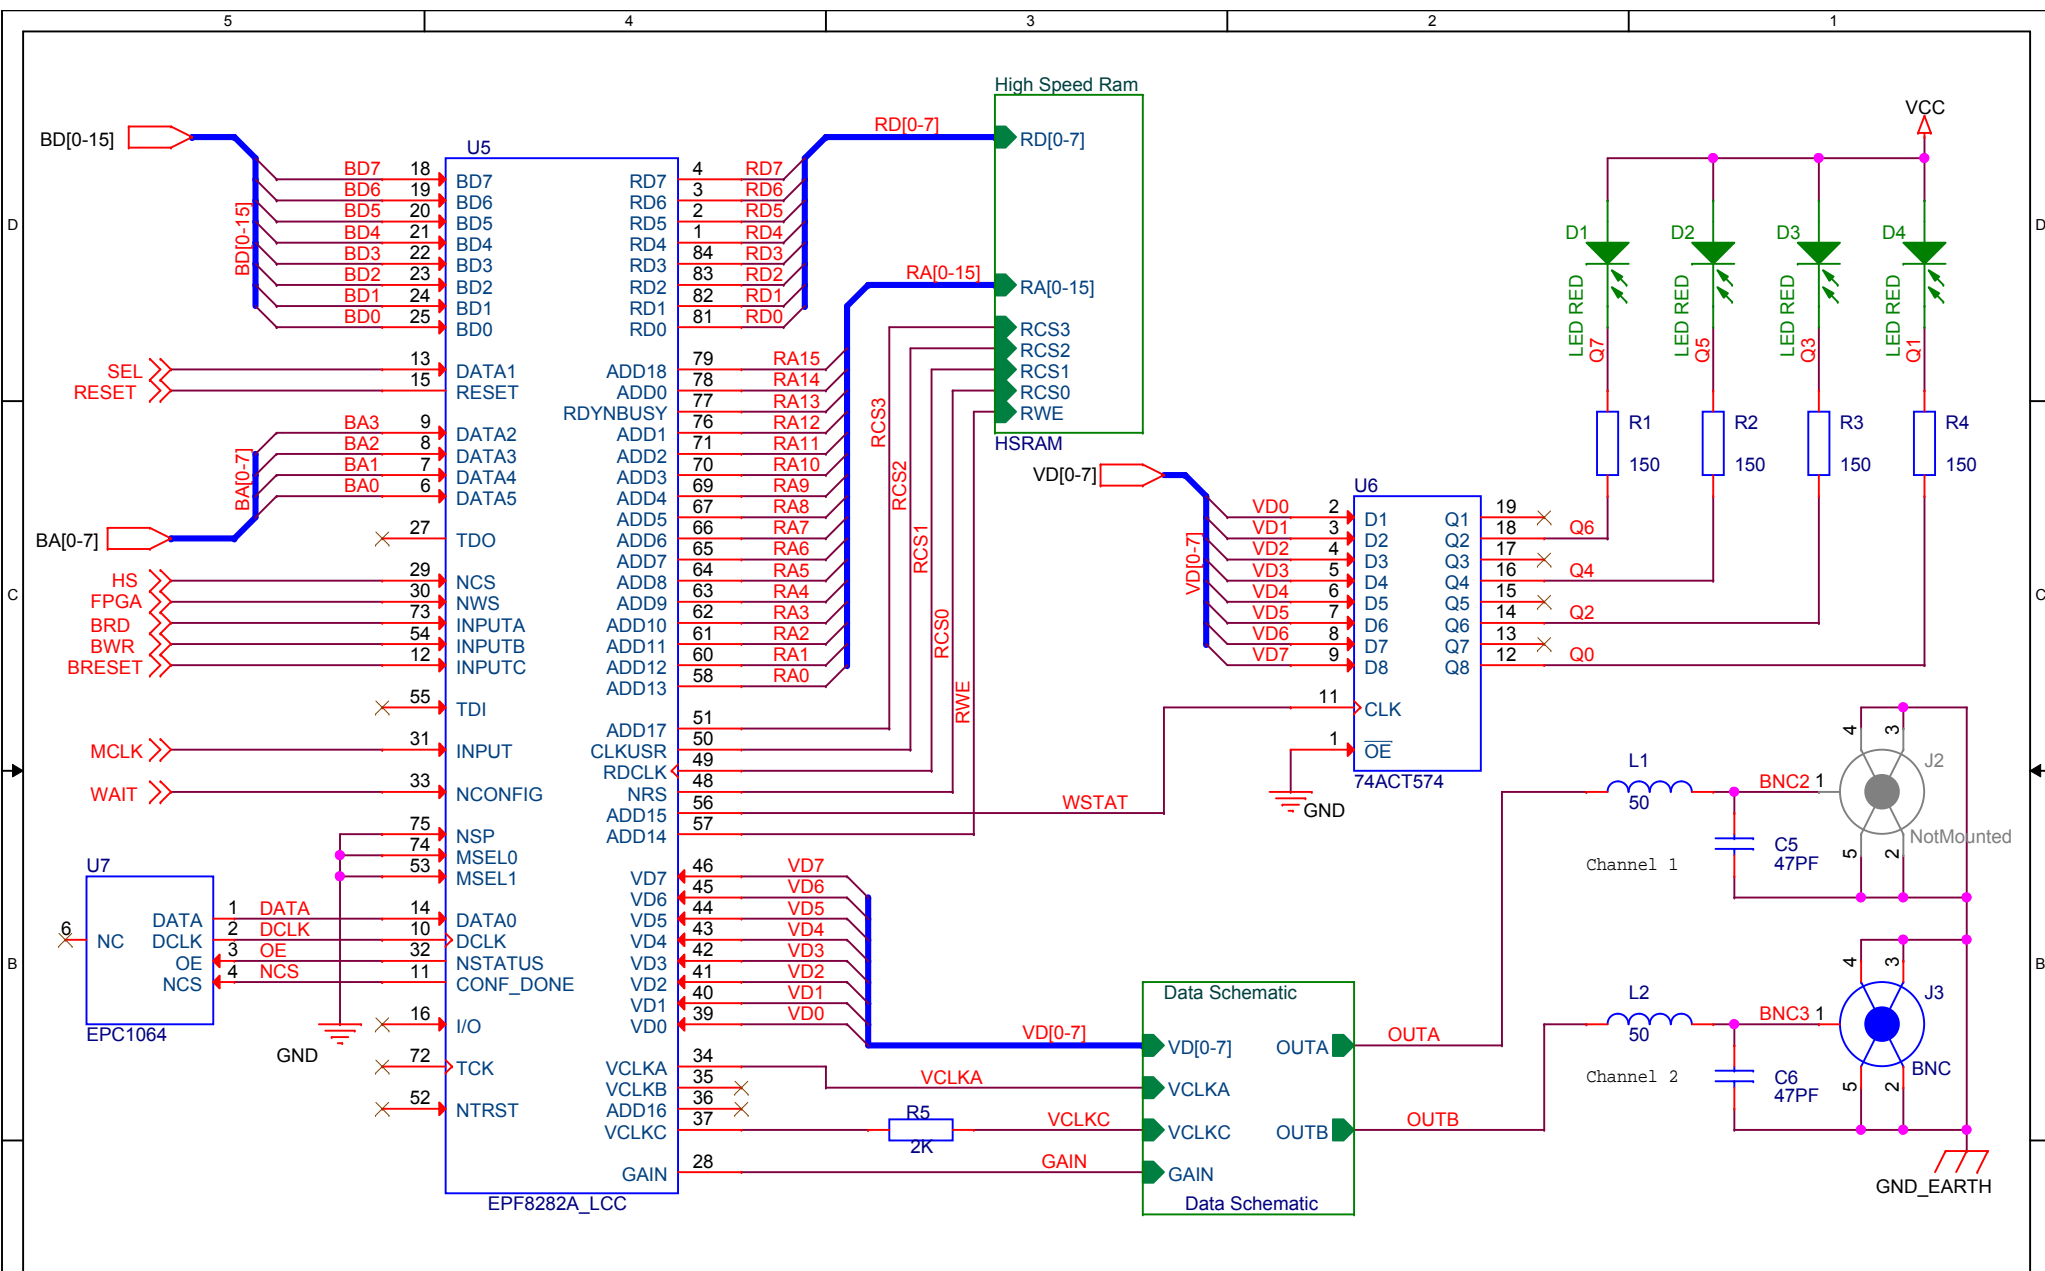 5 4 3 2 1
D D
C C
B B
BD[0-15]
BD[0-15]
BD7 18 BD7
BD6 19 BD6
BD5 20 BD5
BD4 21 BD4
BD3 22 BD3
BD2 23 BD2
BD1 24 BD1
BD0 25 BD0
SEL 13 DATA1
RESET 15 RESET
BA[0-7]
BA[0-7]
BA3 9 DATA2
BA2 8 DATA3
BA1 7 DATA4
BA0 6 DATA5
27 TDO
HS 29 NCS
FPGA 30 NWS
BRD 73 INPUTA
BWR 54 INPUTB
BRESET 12 INPUTC
55 TDI
MCLK 31 INPUT
WAIT 33 NCONFIG
75 NSP
74 MSEL0
53 MSEL1
14 DATA0
10 DCLK
32 NSTATUS
11 CONF_DONE
16 I/O
72 TCK
52 NTRST
GND
U7
6 NC
DATA 1 DATA
DCLK 2 DCLK
OE 3 OE
NCS 4 NCS
EPC1064
U5
RD7 4 RD7
RD6 3 RD6
RD5 2 RD5
RD4 1 RD4
RD3 84 RD3
RD2 83 RD2
RD1 82 RD1
RD0 81 RD0
ADD18 79 RA15
ADD0 78 RA14
RDYNBUSY 77 RA13
ADD1 76 RA12
ADD2 71 RA11
ADD3 70 RA10
ADD4 69 RA9
ADD5 67 RA8
ADD6 66 RA7
ADD7 65 RA6
ADD8 64 RA5
ADD9 63 RA4
ADD10 62 RA3
ADD11 61 RA2
ADD12 60 RA1
ADD13 58 RA0
ADD17 51
CLKUSR 50
RDCLK 49
NRS 48
ADD15 56 WSTAT
ADD14 57
VD7 46 VD7
VD6 45 VD6
VD5 44 VD5
VD4 43 VD4
VD3 42 VD3
VD2 41 VD2
VD1 40 VD1
VD0 39 VD0
VCLKA 34 VCLKA
VCLKB 35
ADD16 36
VCLKC 37 VCLKC
GAIN 28 GAIN
EPF8282A_LCC
R5
2K
RCS3
RCS2
RCS1
RCS0
RWE
RD[0-7]
RA[0-15]
High Speed Ram
RD[0-7]
RA[0-15]
RCS3
RCS2
RCS1
RCS0
RWE
HSRAM
VD[0-7]
VD[0-7]
U6
VD0 2 D1 Q1 19
VD1 3 D2 Q2 18 Q6
VD2 4 D3 Q3 17
VD3 5 D4 Q4 16 Q4
VD4 6 D5 Q5 15
VD5 7 D6 Q6 14 Q2
VD6 8 D7 Q7 13
VD7 9 D8 Q8 12 Q0
11 CLK
1 OE
74ACT574
GND
VCC
D1 D2 D3 D4
LED RED LED RED LED RED LED RED
Q7 Q5 Q3 Q1
R1 R2 R3 R4
150 150 150 150
VD[0-7]
Data Schematic
VD[0-7] OUTA OUTA
VCLKA
VCLKC OUTB OUTB
GAIN
Data Schematic
L1
50
BNC2 1
4 3
J2
NotMounted
5 2
C5
47PF
Channel 1
L2
50
BNC3 1
4 3
J3
BNC
5 2
C6
47PF
Channel 2
GND_EARTH